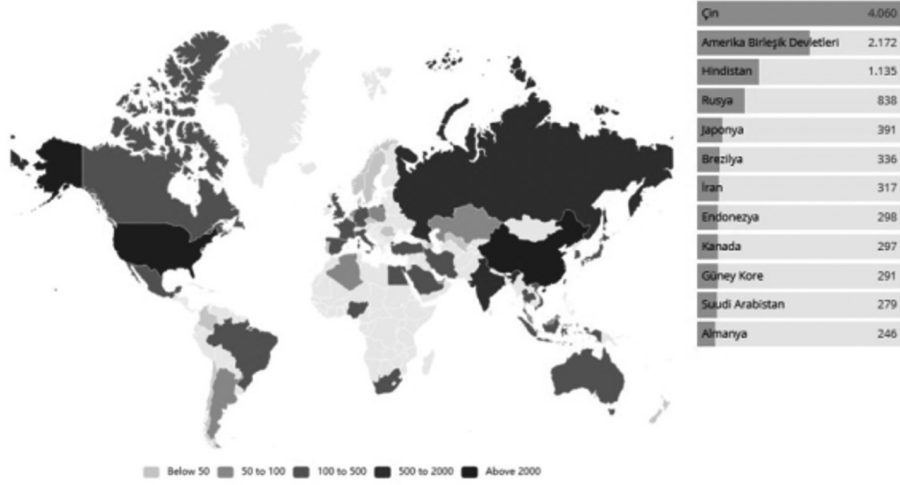 Çin 4.060
Amerika Birleşik Devletleri 2.172
Hindistan 1.135
Rusya 838
Japonya 391
Brezilya 336
İran 317
Endonezya 298
Kanada 297
Güney Kore 291
Suudi Arabistan 279
Almanya 246
Below 50 50 to 100 100 to 500 500 to 2000 Above 2000